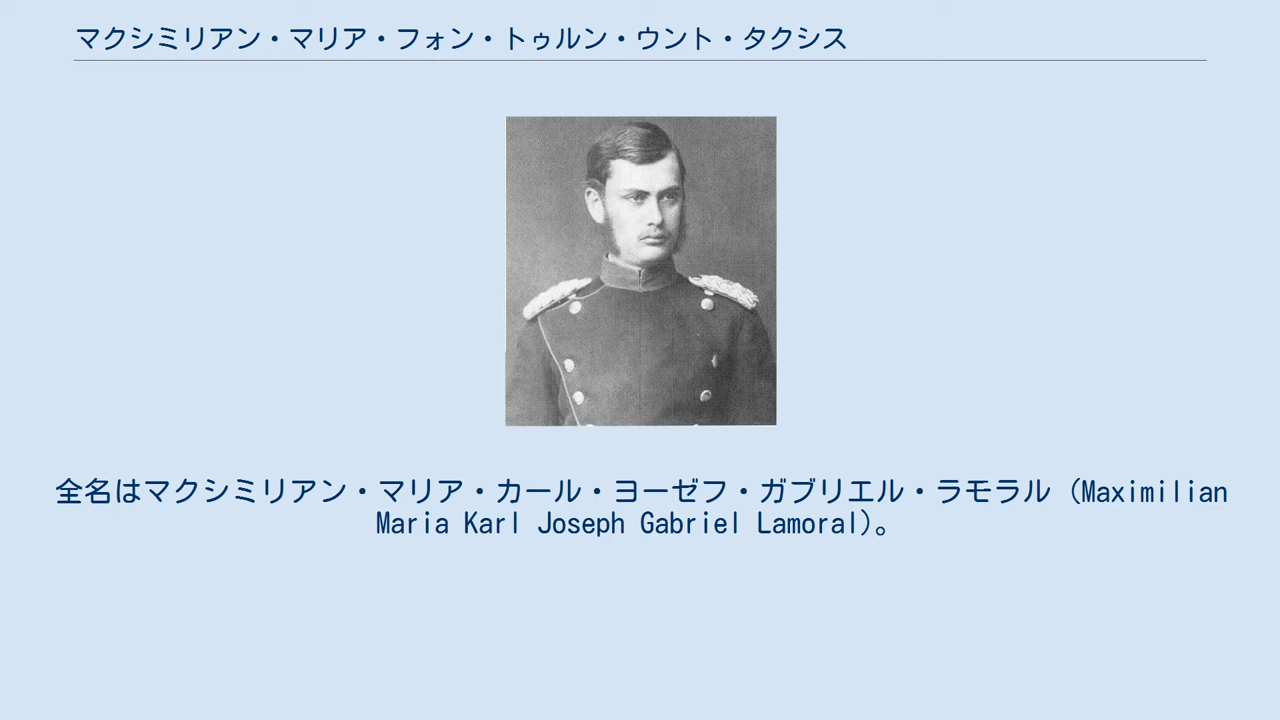 マクシミリアン・マリア・フォン・トゥルン・ウント・タクシス
全名はマクシミリアン・マリア・カール・ヨーゼフ・ガブリエル・ラモラル (Maximilian
Maria Karl Joseph Gabriel Lamoral)。